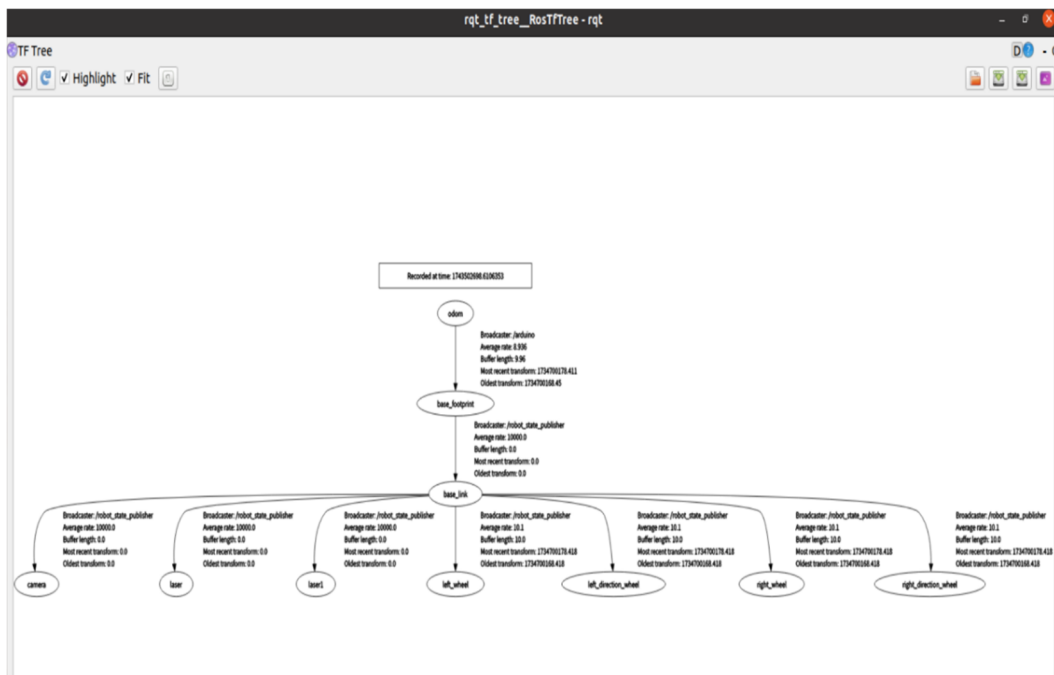 rqt_tf_tree__RosTfTree - rqt
TF Tree
D
Highlight
Fit
Recorded at time: 1743502698.6106353
odom
Broadcaster: /arduino
Average rate: 8.936
Buffer length: 9.96
Most recent transform: 1734700178.411
Oldest transform: 1734700168.45
base_footprint
Broadcaster: /robot_state_publisher
Average rate: 10000.0
Buffer length: 0.0
Most recent transform: 0.0
Oldest transform: 0.0
base_link
Broadcaster: /robot_state_publisher
Average rate: 10000.0
Buffer length: 0.0
Most recent transform: 0.0
Oldest transform: 0.0
camera
Broadcaster: /robot_state_publisher
Average rate: 10000.0
Buffer length: 0.0
Most recent transform: 0.0
Oldest transform: 0.0
laser
Broadcaster: /robot_state_publisher
Average rate: 10000.0
Buffer length: 0.0
Most recent transform: 0.0
Oldest transform: 0.0
laser1
Broadcaster: /robot_state_publisher
Average rate: 10.1
Buffer length: 10.0
Most recent transform: 1734700178.418
Oldest transform: 1734700168.418
left_wheel
Broadcaster: /robot_state_publisher
Average rate: 10.1
Buffer length: 10.0
Most recent transform: 1734700178.418
Oldest transform: 1734700168.418
left_direction_wheel
Broadcaster: /robot_state_publisher
Average rate: 10.1
Buffer length: 10.0
Most recent transform: 1734700178.418
Oldest transform: 1734700168.418
right_wheel
Broadcaster: /robot_state_publisher
Average rate: 10.1
Buffer length: 10.0
Most recent transform: 1734700178.418
Oldest transform: 1734700168.418
right_direction_wheel